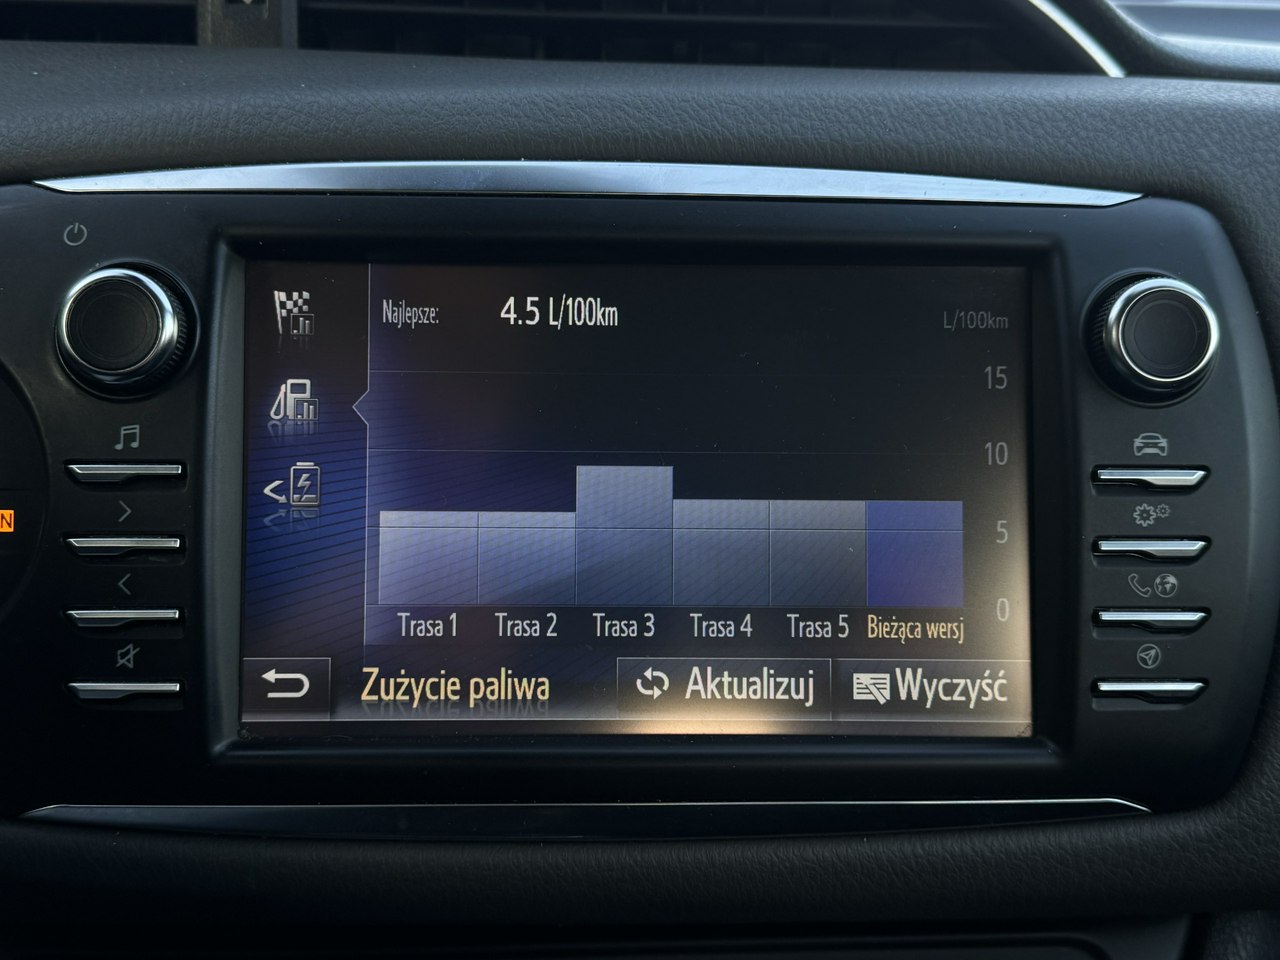 Najlepsze: 4.5 L/100km
L/100km
15
10
5
0
Trasa 1 Trasa 2 Trasa 3 Trasa 4 Trasa 5 Bieżąca wersj
Zużycie paliwa Aktualizuj Wyczyść
N